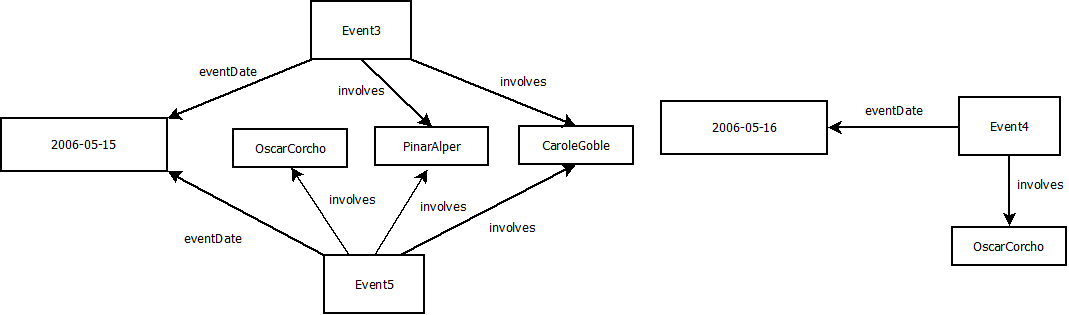 Event3
eventDate
involves
involves
2006-05-15
OscarCorcho
PinarAlper
CaroleGoble
involves
involves
involves
eventDate
Event5
2006-05-16
eventDate
Event4
involves
OscarCorcho